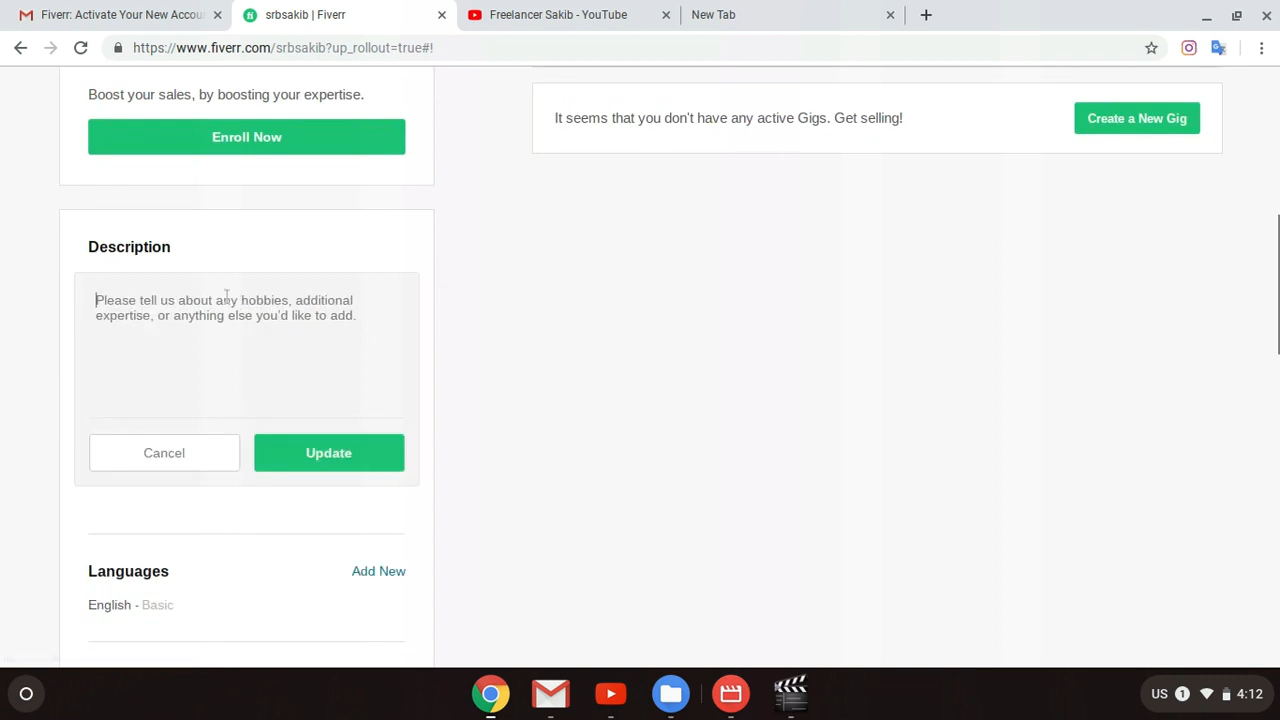 Fiverr: Activate Your New Accou
srbsakib | Fiverr
Freelancer Sakib - YouTube
New Tab
https://www.fiverr.com/srbsakib?up_rollout=true#!
Boost your sales, by boosting your expertise.
Enroll Now
It seems that you don't have any active Gigs. Get selling!
Create a New Gig
Description
Please tell us about any hobbies, additional
expertise, or anything else you'd like to add.
Cancel
Update
Languages
Add New
English - Basic
US
1
4:12